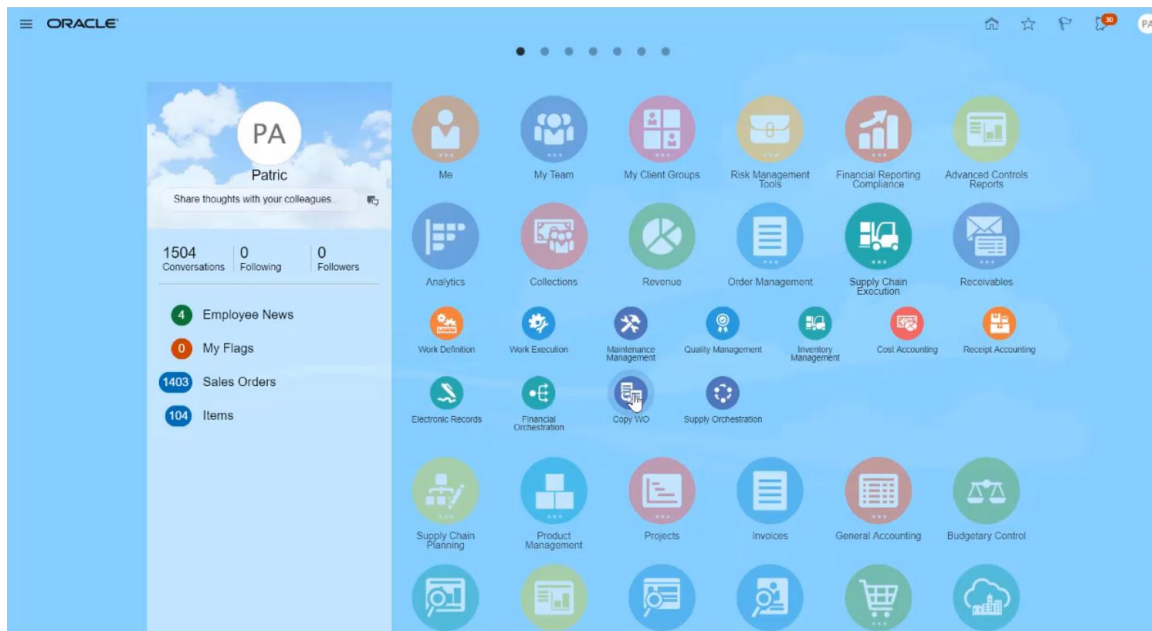 ORACLE
30
PA
PA
Patric
Share thoughts with your colleagues...
1504
Conversations
0
Following
0
Followers
4 Employee News
0 My Flags
1403 Sales Orders
104 Items
Me
My Team
My Client Groups
Risk Management
Tools
Financial Reporting
Compliance
Advanced Controls
Reports
Analytics
Collections
Revenue
Order Management
Supply Chain
Execution
Receivables
Work Definition
Work Execution
Maintenance
Management
Quality Management
Inventory
Management
Cost Accounting
Receipt Accounting
Electronic Records
Financial
Orchestration
Copy WO
Supply Orchestration
Supply Chain
Planning
Product
Management
Projects
Invoices
General Accounting
Budgetary Control